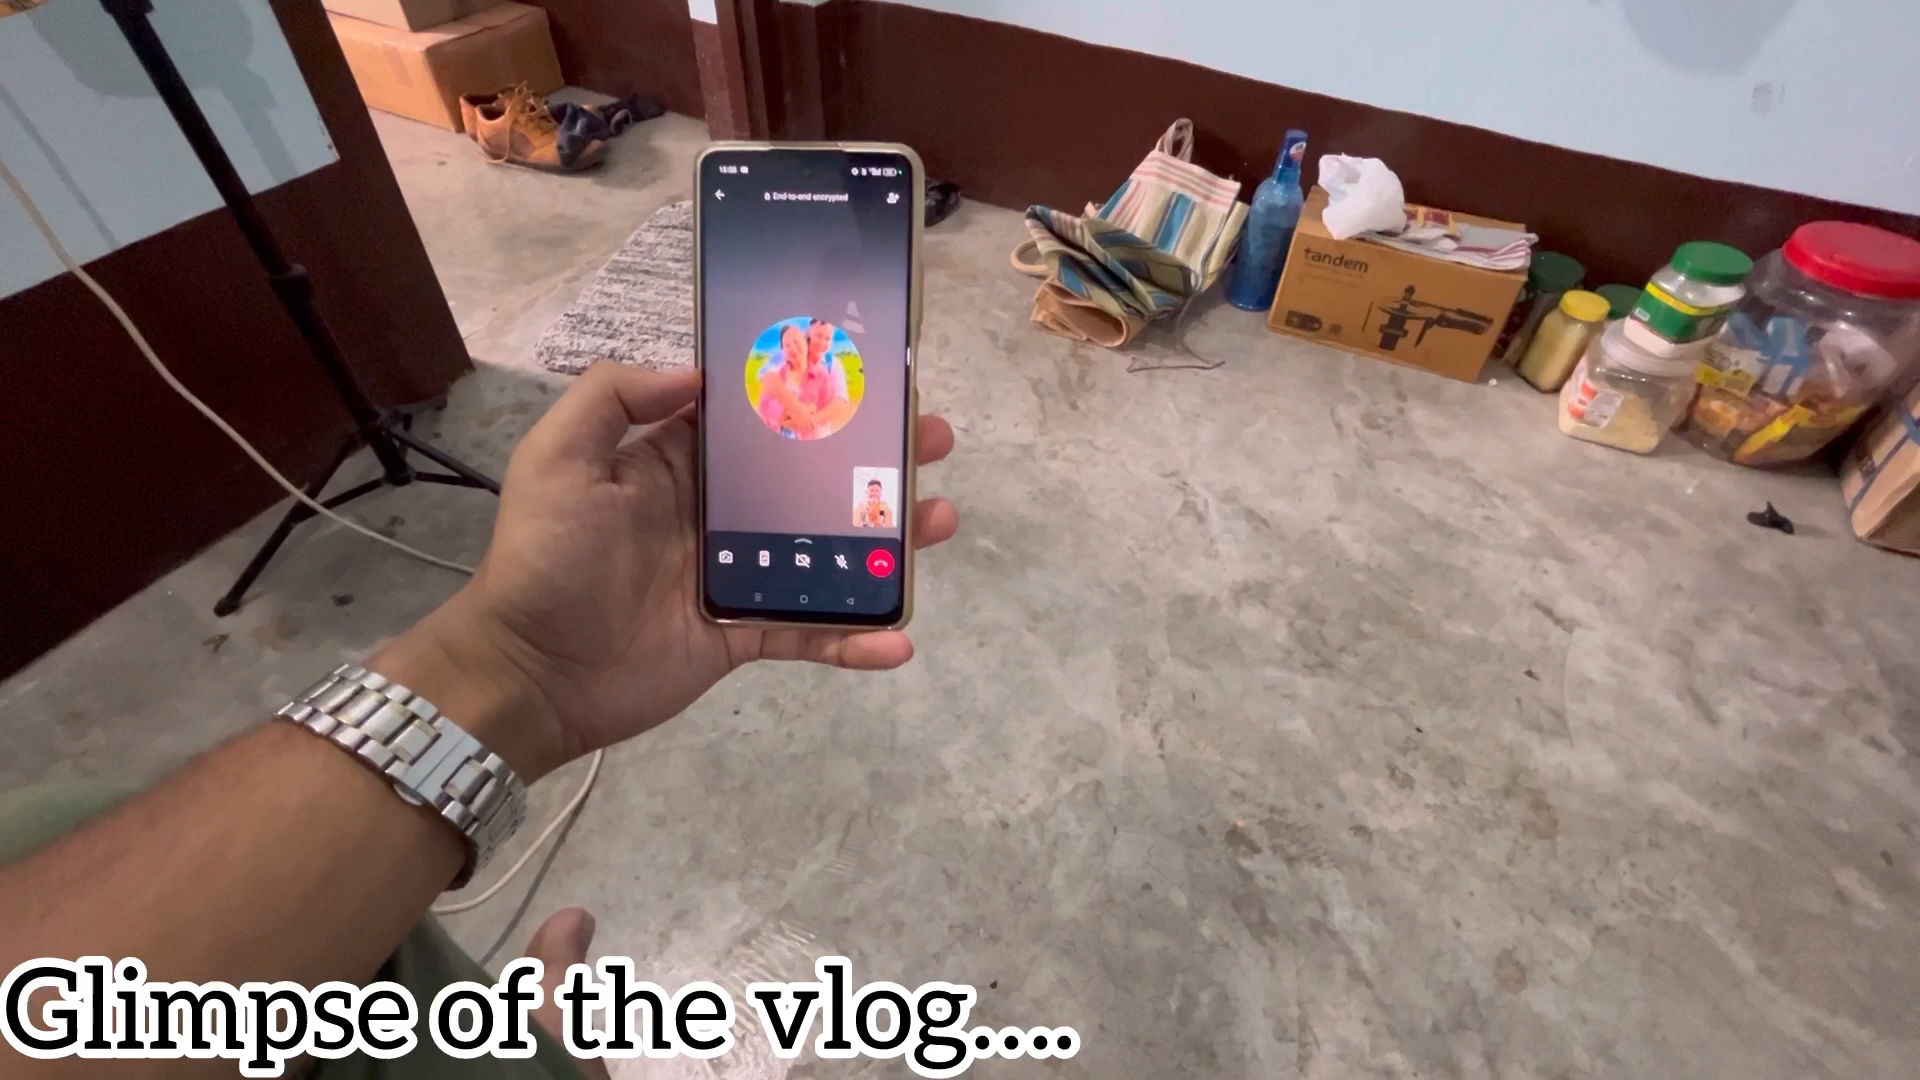 End-to-end encrypted
tandem
Glimpse of the vlog....